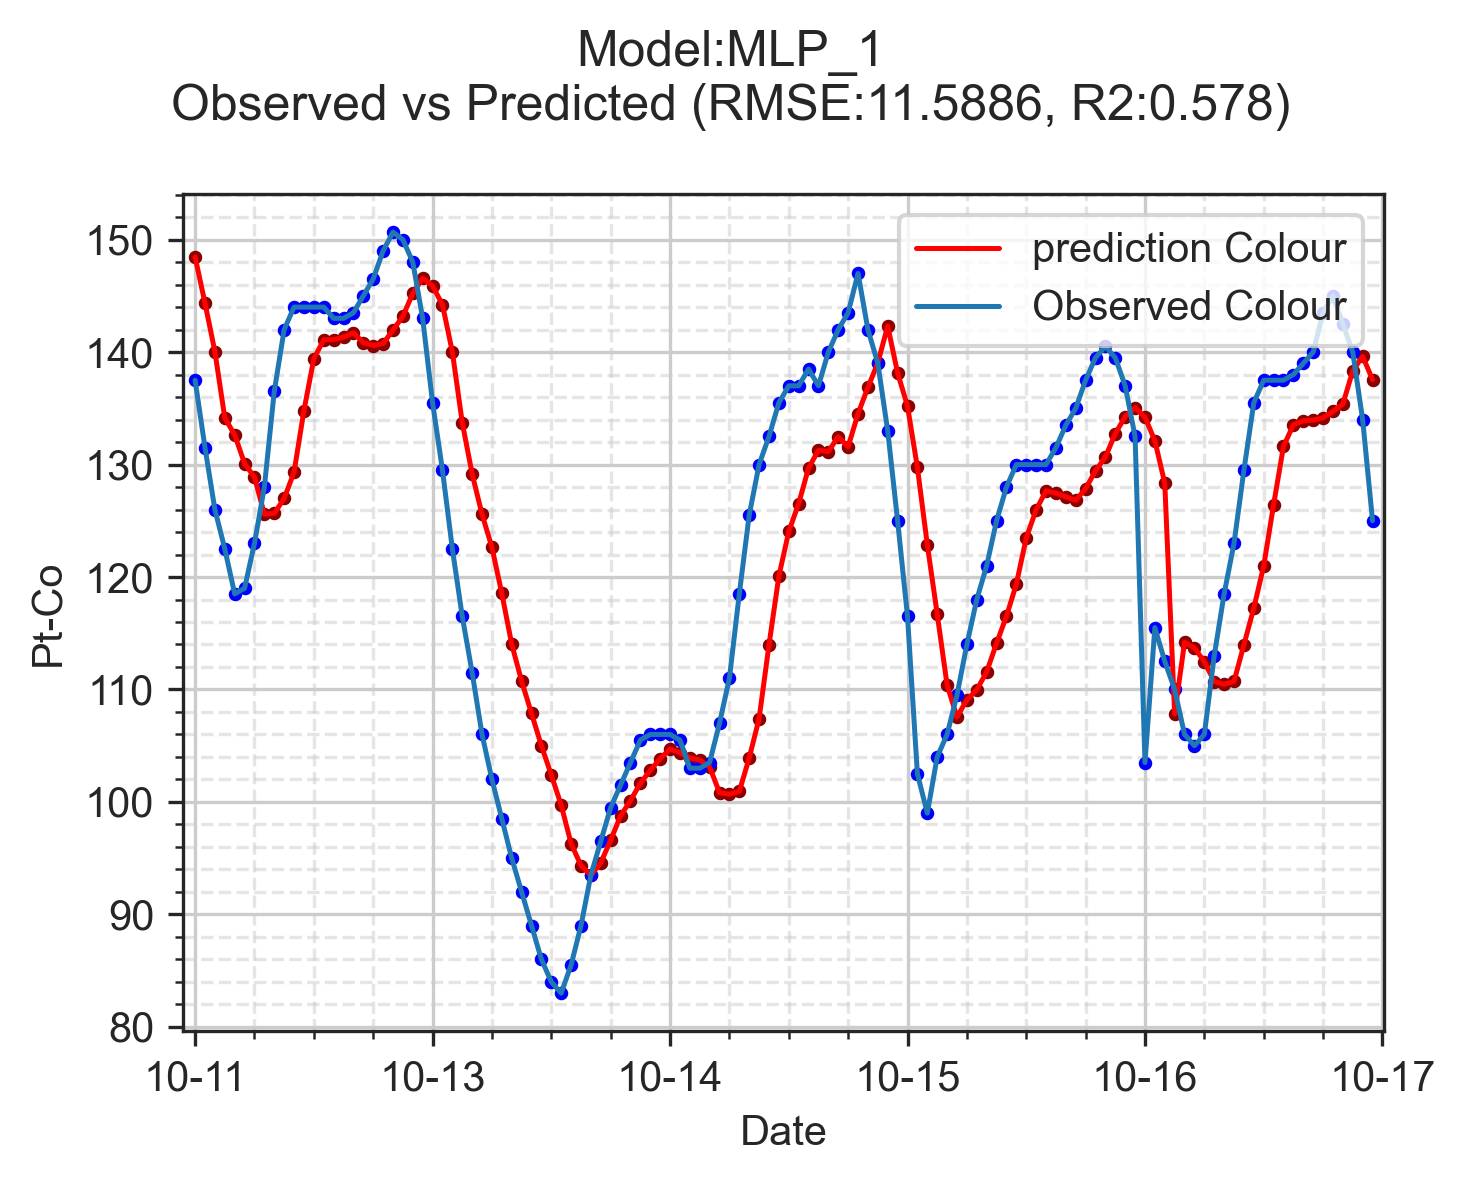 Model:MLP_1
Observed vs Predicted (RMSE:11.5886, R2:0.578)
prediction Colour
Observed Colour
150
140
130
120
110
100
90
80
Pt-Co
10-11 10-13 10-14 10-15 10-16 10-17
Date